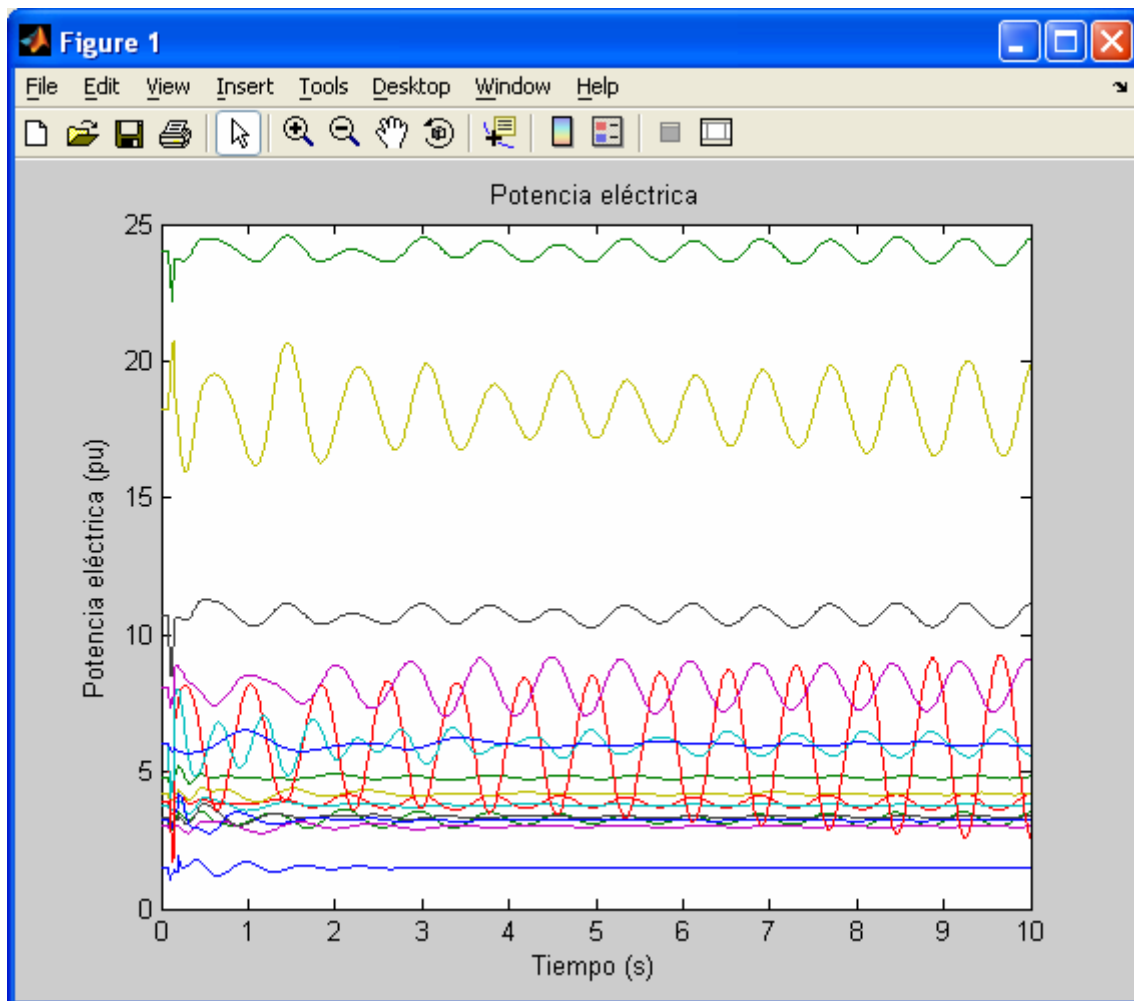 Figure 1
File Edit View Insert Tools Desktop Window Help
Potencia eléctrica
25
20
15
10
5
0
Potencia eléctrica (pu)
0 1 2 3 4 5 6 7 8 9 10
Tiempo (s)